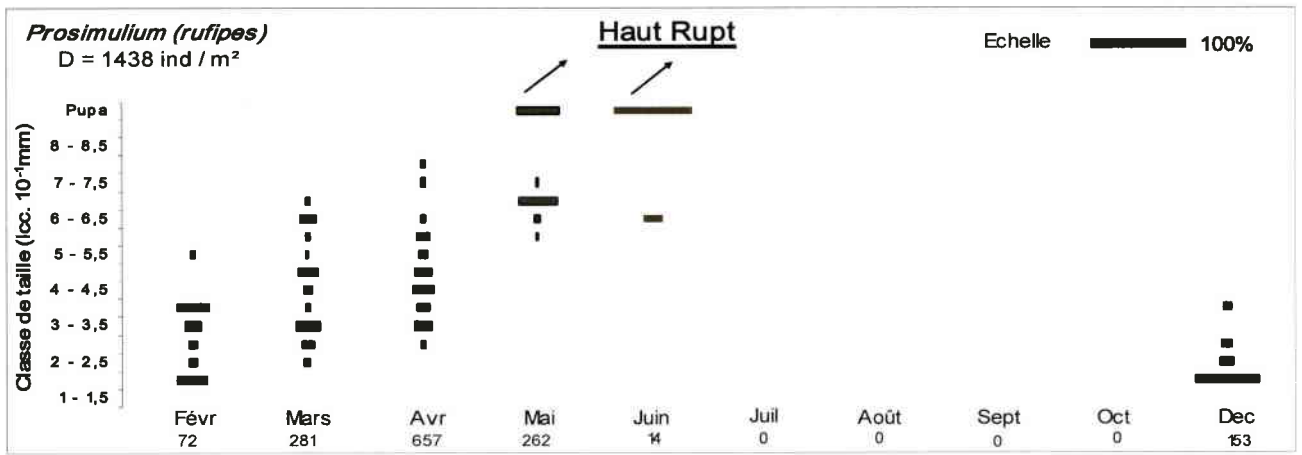 Prosimulium (rufipes)
D = 1438 ind / m²
Haut Rupt
Echelle 100%
Classe de taille (lcc. 10⁻¹mm)
Pupa
8 - 8,5
7 - 7,5
6 - 6,5
5 - 5,5
4 - 4,5
3 - 3,5
2 - 2,5
1 - 1,5
Févr Mars Avr Mai Juin Juil Août Sept Oct Dec
72 281 657 262 14 0 0 0 0 153